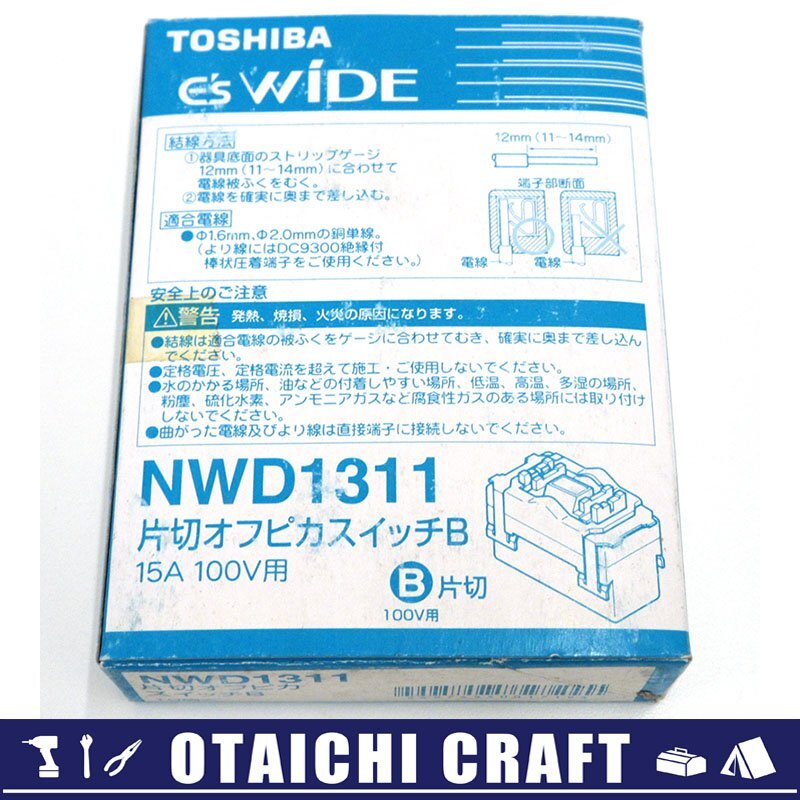 TOSHIBA
E's WiDE
結線方法
①器具底面のストリップゲージ
12mm(11～14mm)に合わせて
電線被ふくをむく。
②電線を確実に奥まで差し込む。
適合電線
●Φ1.6mm、Φ2.0mmの銅単線。
(より線にはDC9300絶縁付
棒状圧着端子をご使用ください。)
12mm(11～14mm)
端子部断面
電線
電線
安全上のご注意
警告 発熱、焼損、火災の原因になります。
●結線は適合電線の被ふくをゲージに合わせてむき、確実に奥まで差し込ん
でください。
●定格電圧、定格電流を超えて施工・ご使用しないでください。
●水のかかる場所、油などの付着しやすい場所、低温、高温、多湿の場所、
粉塵、硫化水素、アンモニアガスなど腐食性ガスのある場所には取り付け
しないでください。
●曲がった電線及びより線は直接端子に接続しないでください。
NWD1311
片切オフピカスイッチB
15A 100V用
B 片切
100V用
NWD1311
片切オフピカ
スイッチB
OTAICHI CRAFT